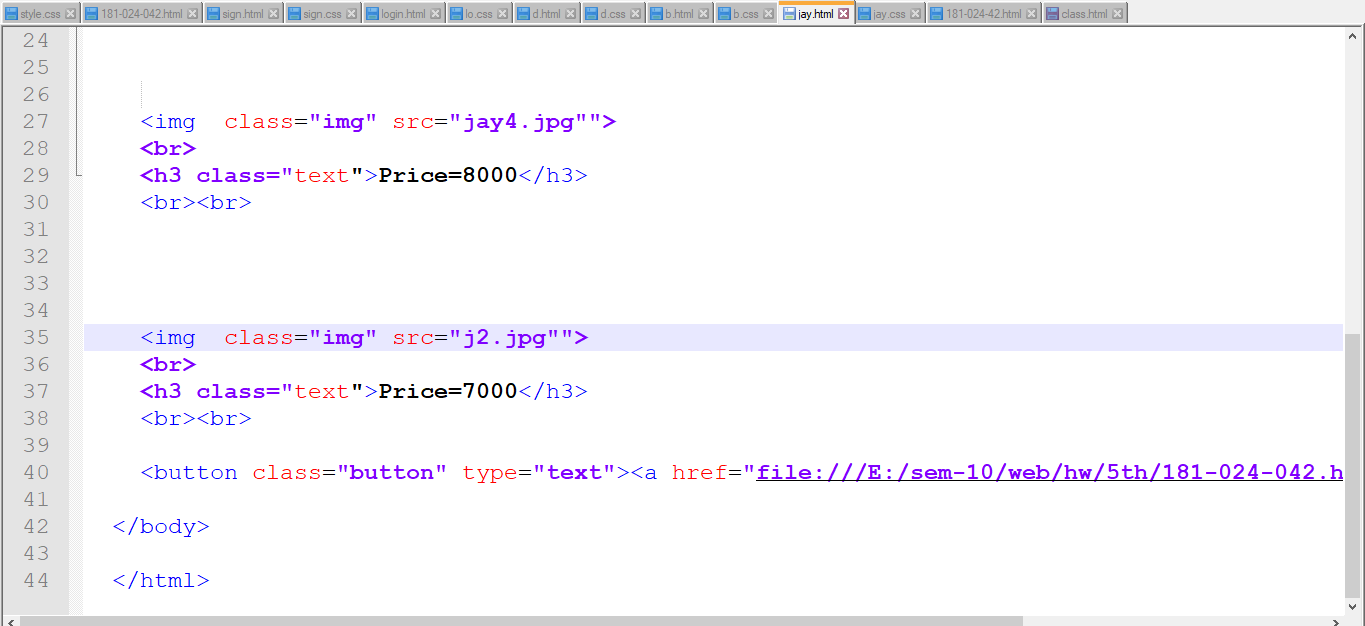 style.css 181-024-042.html sign.html sign.css login.html lo.css d.html d.css b.html b.css jay.html jay.css 181-024-42.html class.html
24
25
26
27 <img  class="img" src="jay4.jpg"">
28 <br>
29 <h3 class="text">Price=8000</h3>
30 <br><br>
31
32
33
34
35 <img  class="img" src="j2.jpg"">
36 <br>
37 <h3 class="text">Price=7000</h3>
38 <br><br>
39
40 <button class="button" type="text"><a href="file:///E:/sem-10/web/hw/5th/181-024-042.h
41
42 </body>
43
44 </html>